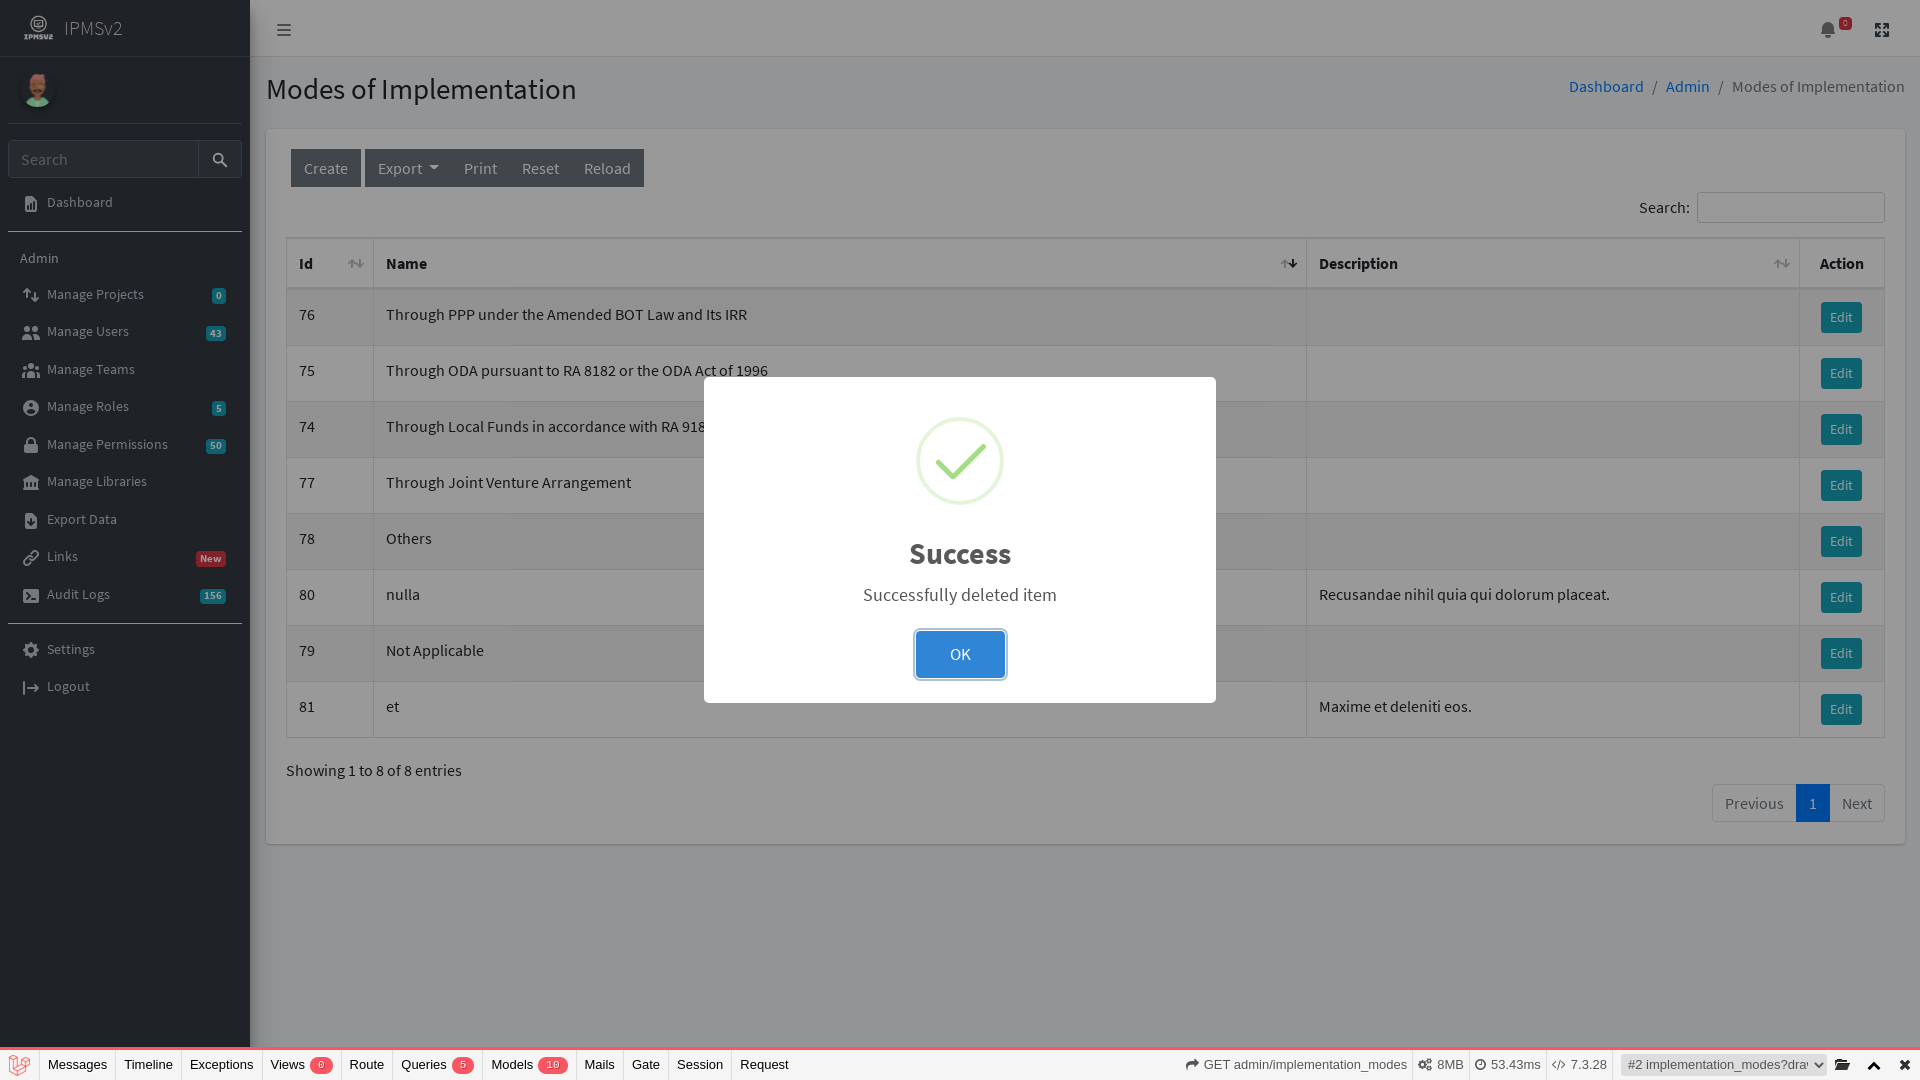 IPMSV2
IPMSv2
Search
Dashboard
Admin
Manage Projects 0
Manage Users 43
Manage Teams
Manage Roles 5
Manage Permissions 50
Manage Libraries
Export Data
Links New
Audit Logs 156
Settings
Logout
0
Modes of Implementation
Dashboard / Admin / Modes of Implementation
Create Export Print Reset Reload
Search:
Id Name Description Action
76 Through PPP under the Amended BOT Law and Its IRR Edit
75 Through ODA pursuant to RA 8182 or the ODA Act of 1996 Edit
74 Through Local Funds in accordance with RA 918 Edit
77 Through Joint Venture Arrangement Edit
78 Others Edit
80 nulla Recusandae nihil quia qui dolorum placeat. Edit
79 Not Applicable Edit
81 et Maxime et deleniti eos. Edit
Success
Successfully deleted item
OK
Showing 1 to 8 of 8 entries
Previous 1 Next
Messages Timeline Exceptions Views 0 Route Queries 5 Models 10 Mails Gate Session Request GET admin/implementation_modes 8MB 53.43ms 7.3.28 #2 implementation_modes?dra